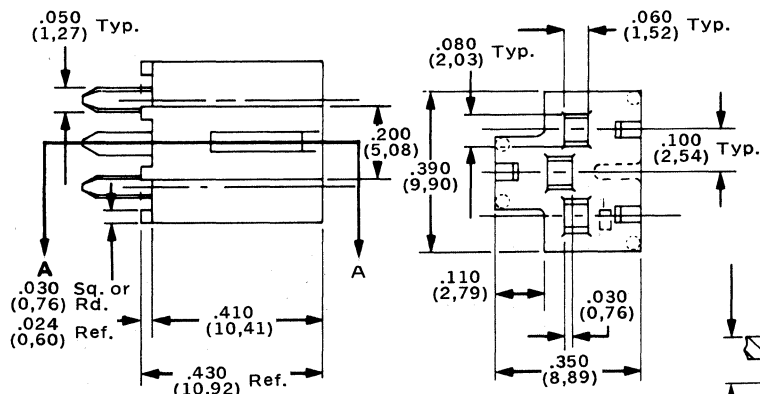 .050
(1,27) Typ.
.060
(1,52) Typ.
.080
(2,03) Typ.
.200
(5,08)
.390
(9,90)
.100
(2,54) Typ.
A
A
.030 Sq. or
(0,76) Rd.
.024
(0,60) Ref.
.410
(10,41)
.430
(10,92) Ref.
.110
(2,79)
.030
(0,76)
.350
(8,89)